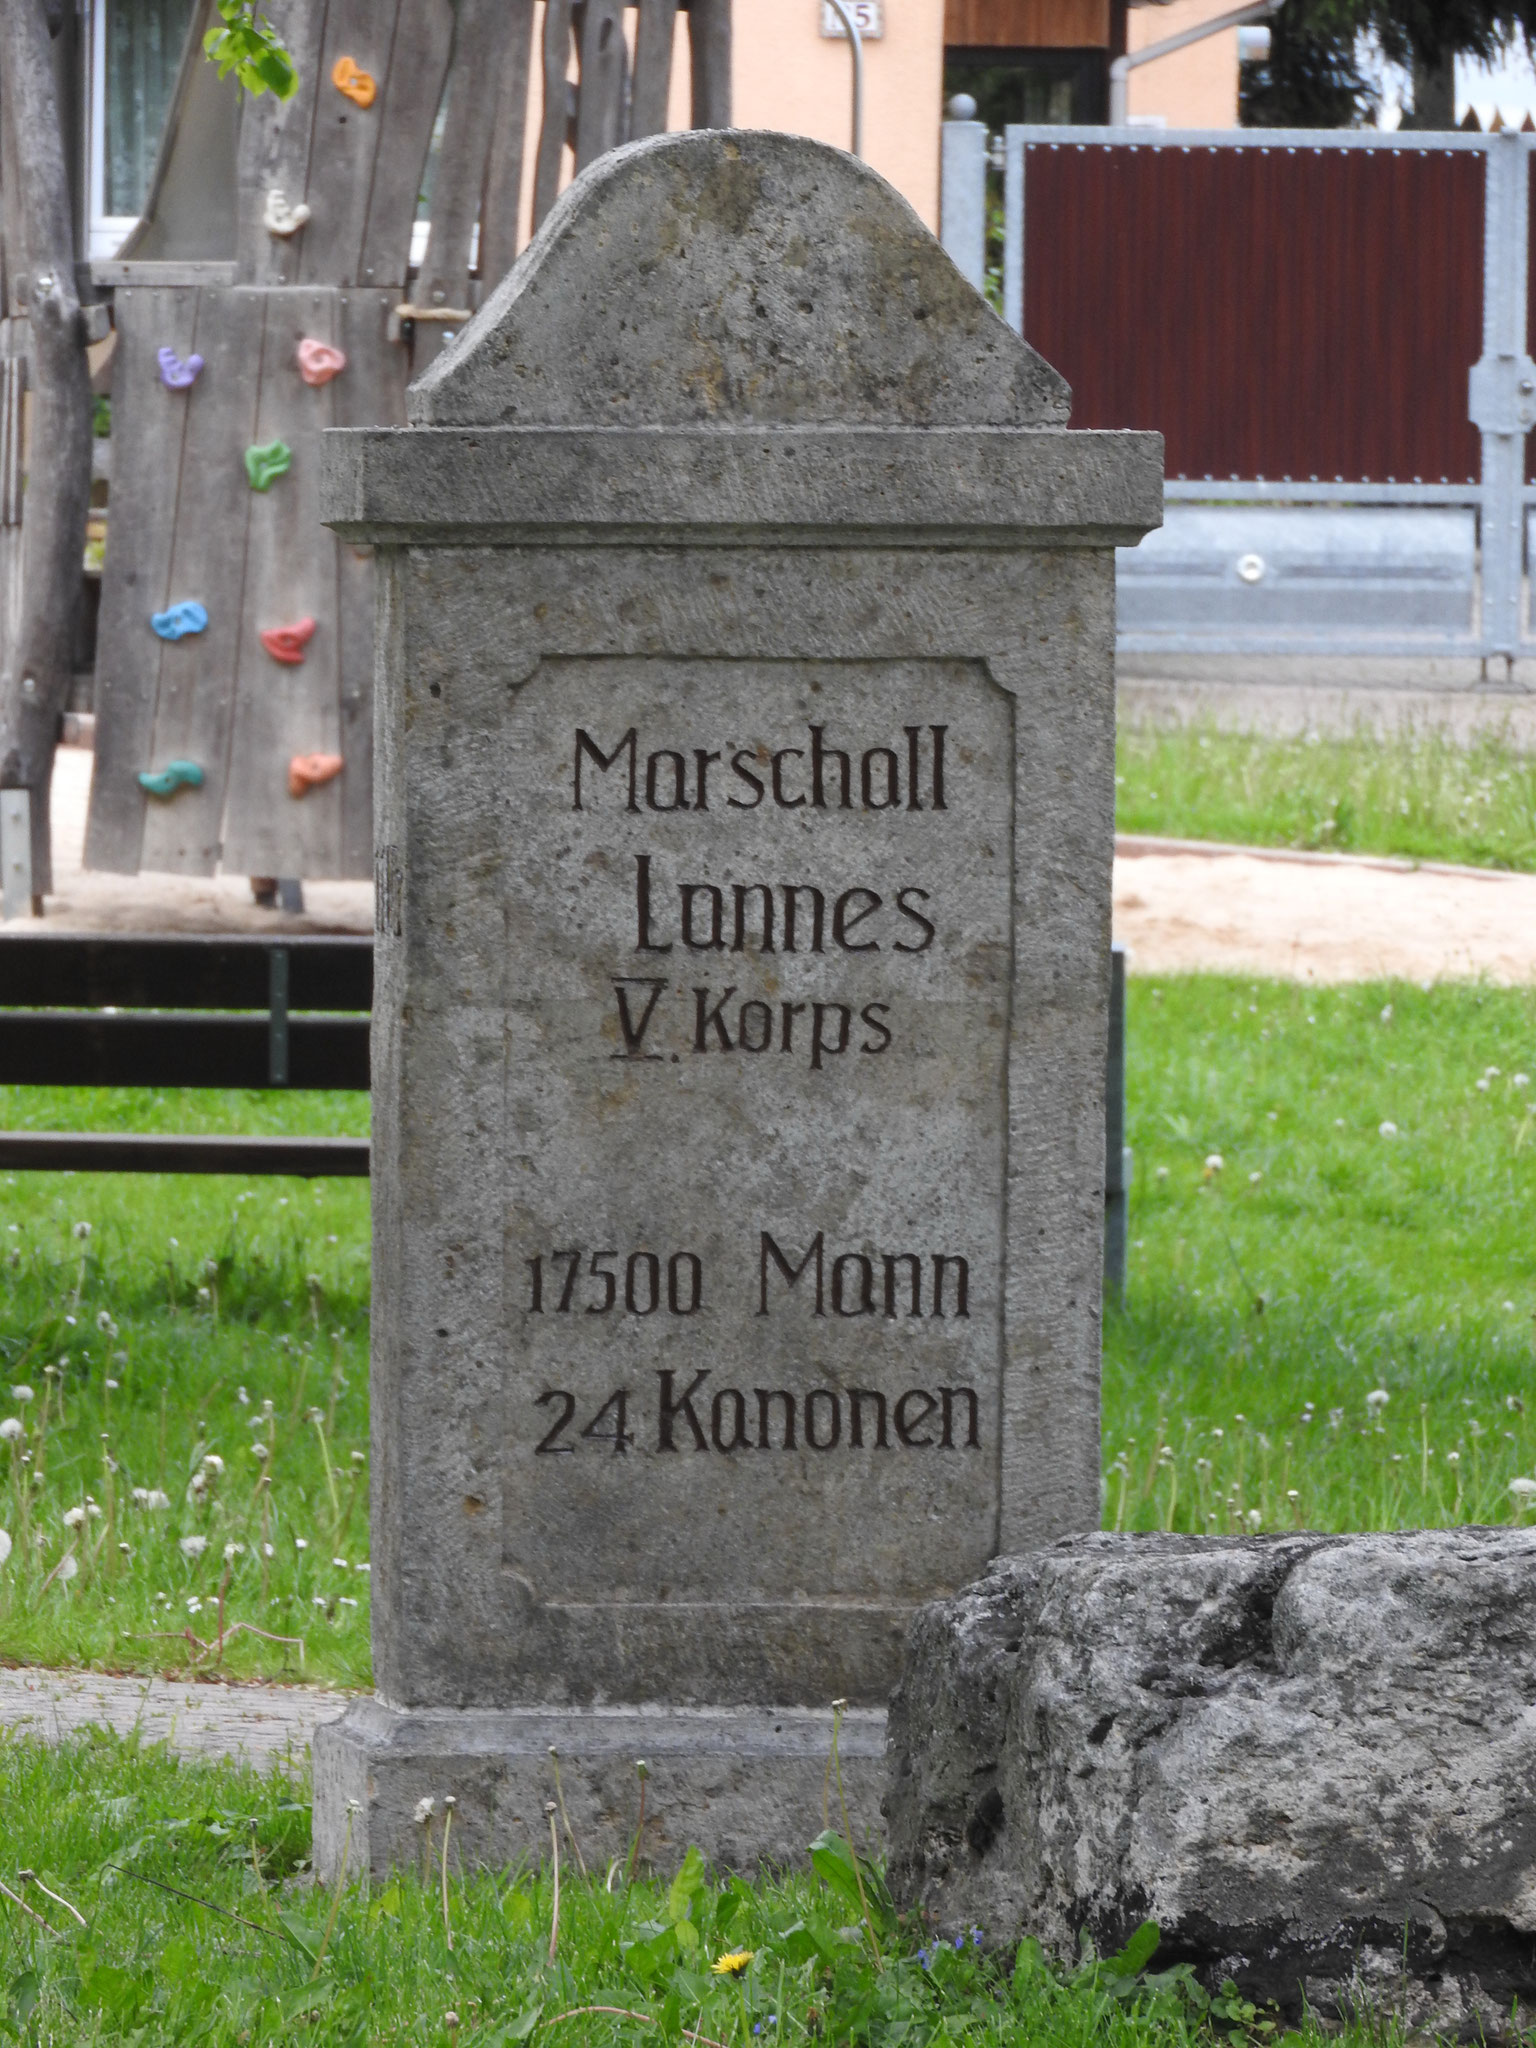 Marschall
Lannes
V. Korps
17500 Mann
24 Kanonen